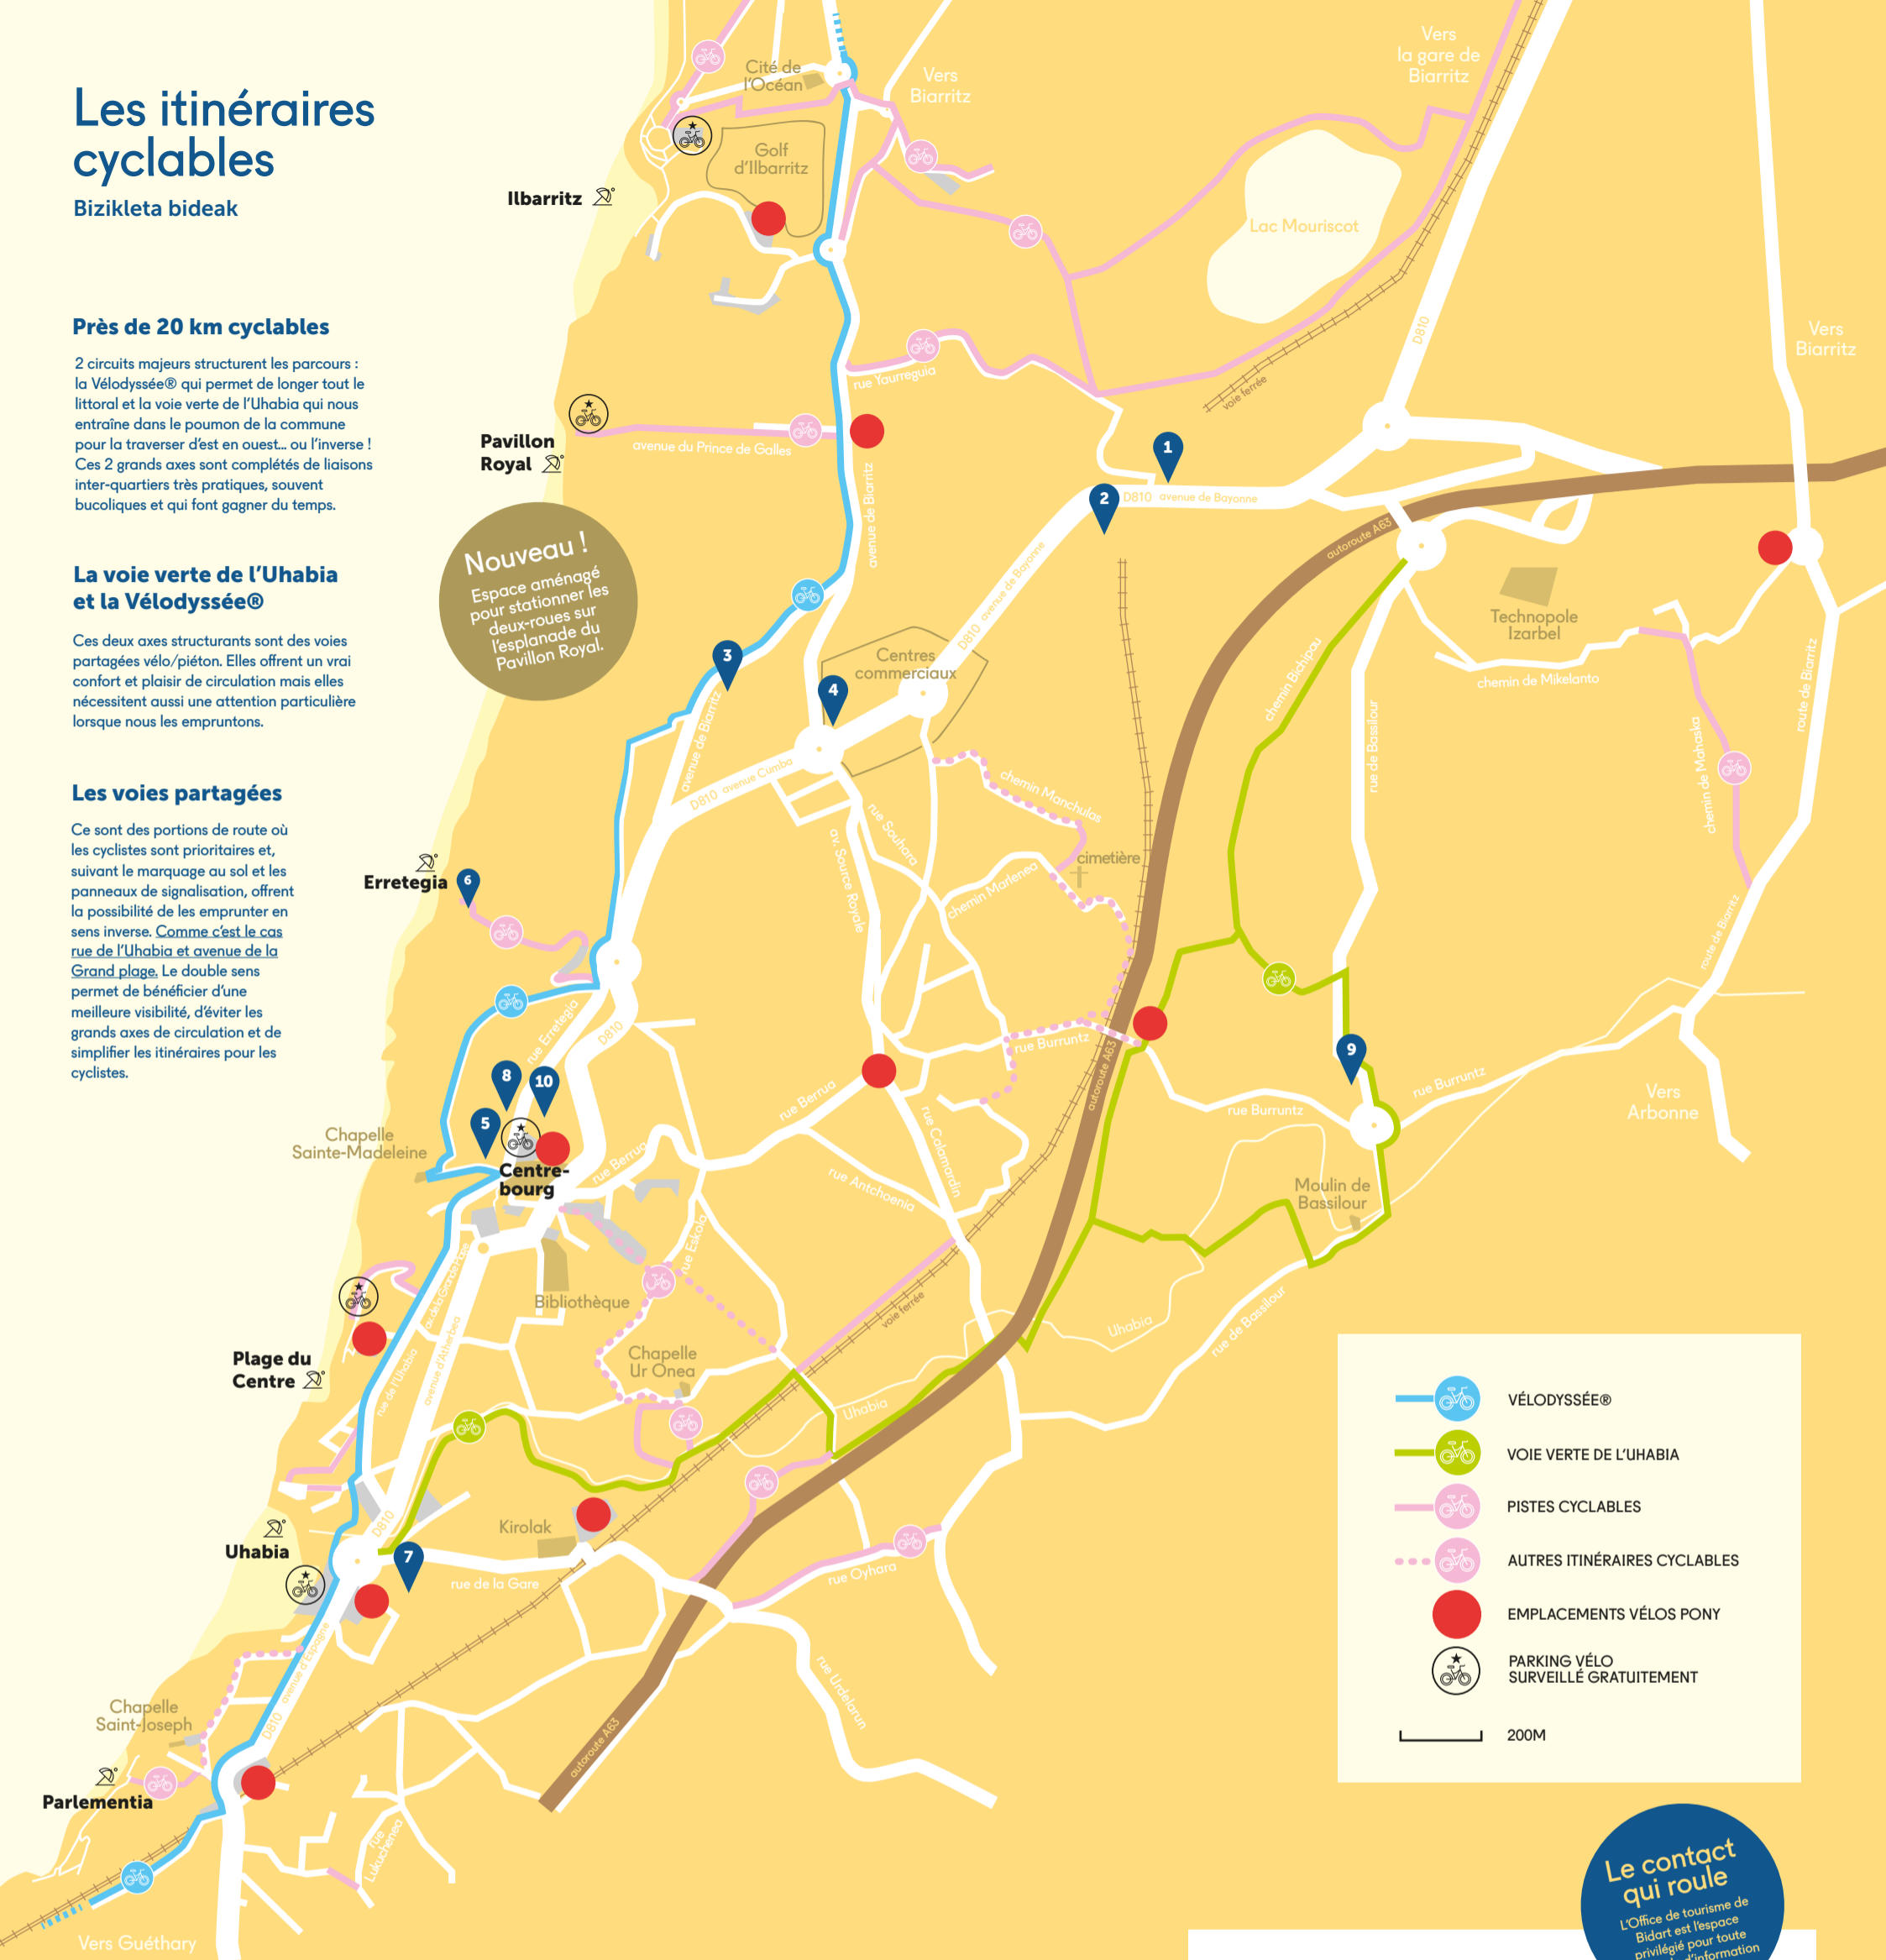 Les itinéraires
cyclables
Bizikleta bideak
Près de 20 km cyclables
2 circuits majeurs structurent les parcours :
la Vélodyssée® qui permet de longer tout le
littoral et la voie verte de l'Uhabia qui nous
entraîne dans le poumon de la commune
pour la traverser d'est en ouest... ou l'inverse !
Ces 2 grands axes sont complétés de liaisons
inter-quartiers très pratiques, souvent
bucoliques et qui font gagner du temps.
La voie verte de l'Uhabia
et la Vélodyssée®
Ces deux axes structurants sont des voies
partagées vélo/piéton. Elles offrent un vrai
confort et plaisir de circulation mais elles
nécessitent aussi une attention particulière
lorsque nous les empruntons.
Les voies partagées
Ce sont des portions de route où
les cyclistes sont prioritaires et,
suivant le marquage au sol et les
panneaux de signalisation, offrent
la possibilité de les emprunter en
sens inverse. Comme c'est le cas
rue de l'Uhabia et avenue de la
Grand plage. Le double sens
permet de bénéficier d'une
meilleure visibilité, d'éviter les
grands axes de circulation et de
simplifier les itinéraires pour les
cyclistes.
Nouveau !
Espace aménagé
pour stationner les
deux-roues sur
l'esplanade du
Pavillon Royal.
Cité de
l'Océan
Vers
Biarritz
Vers
la gare de
Biarritz
Golf
d'Ilbarritz
Ilbarritz
Lac Mouriscot
D810
Vers
Biarritz
rue Yaurreguia
voie ferrée
Pavillon
Royal
avenue du Prince de Galles
avenue de Biarritz
1
2
D810 avenue de Bayonne
autoroute A63
D810 avenue de Bayonne
Technopole
Izarbel
chemin de Mikelanto
chemin Bichipau
rue de Bassilour
route de Biarritz
chemin de Mahaska
3
Centres
commerciaux
4
avenue de Biarritz
D810 avenue Cumba
chemin Manchulas
rue Souhara
av. Source Royale
cimetière
chemin Marlenea
Erretegia
6
route de Biarritz
rue Erretegia
D810
rue Burruntz
autoroute A63
9
rue Burruntz
rue Burruntz
Vers
Arbonne
8
10
5
rue Berrua
rue Calamardin
Chapelle
Sainte-Madeleine
Centre-
bourg
rue Berrua
rue Antchoenia
Moulin de
Bassilour
rue Eskola
av. de la Grande Plage
Bibliothèque
voie ferrée
Uhabia
rue de Bassilour
Plage du
Centre
rue de l'Uhabia
avenue d'Atherbea
Chapelle
Ur Onea
Uhabia
D810
Kirolak
Uhabia
7
rue de la Gare
rue Oyhara
D810 avenue d'Espagne
rue Urdelarun
Chapelle
Saint-Joseph
autoroute A63
Parlementia
rue
Lukuchenea
Vers Guéthary
VÉLODYSSÉE®
VOIE VERTE DE L'UHABIA
PISTES CYCLABLES
AUTRES ITINÉRAIRES CYCLABLES
EMPLACEMENTS VÉLOS PONY
PARKING VÉLO
SURVEILLÉ GRATUITEMENT
200M
Le contact
qui roule
L'Office de tourisme de
Bidart est l'espace
privilégié pour toute
d'information